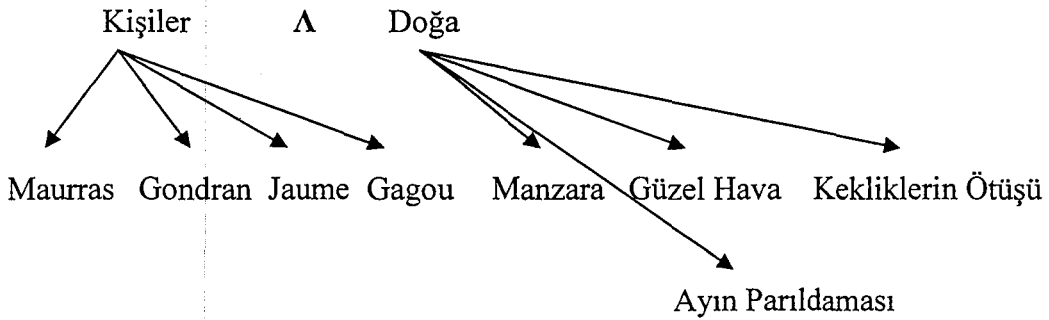 Kişiler Λ Doğa
Maurras Gondran Jaume Gagou Manzara Güzel Hava Kekliklerin Ötüşü
Ayın Parıldaması